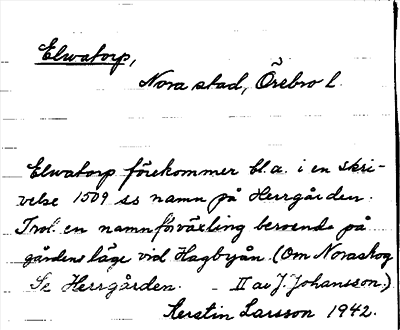 Elwatorp,
Nora stad, Örebro l.
Elwatorp förekommer bl.a. i en skri-
velse 1509 ss namn på Herrgården.
Trol. en namnförväxling beroende på
gårdens läge vid Hagbyån. (Om Noraskog
Se Herrgården. - II av J. Johansson.)
Kerstin Larsson 1942.